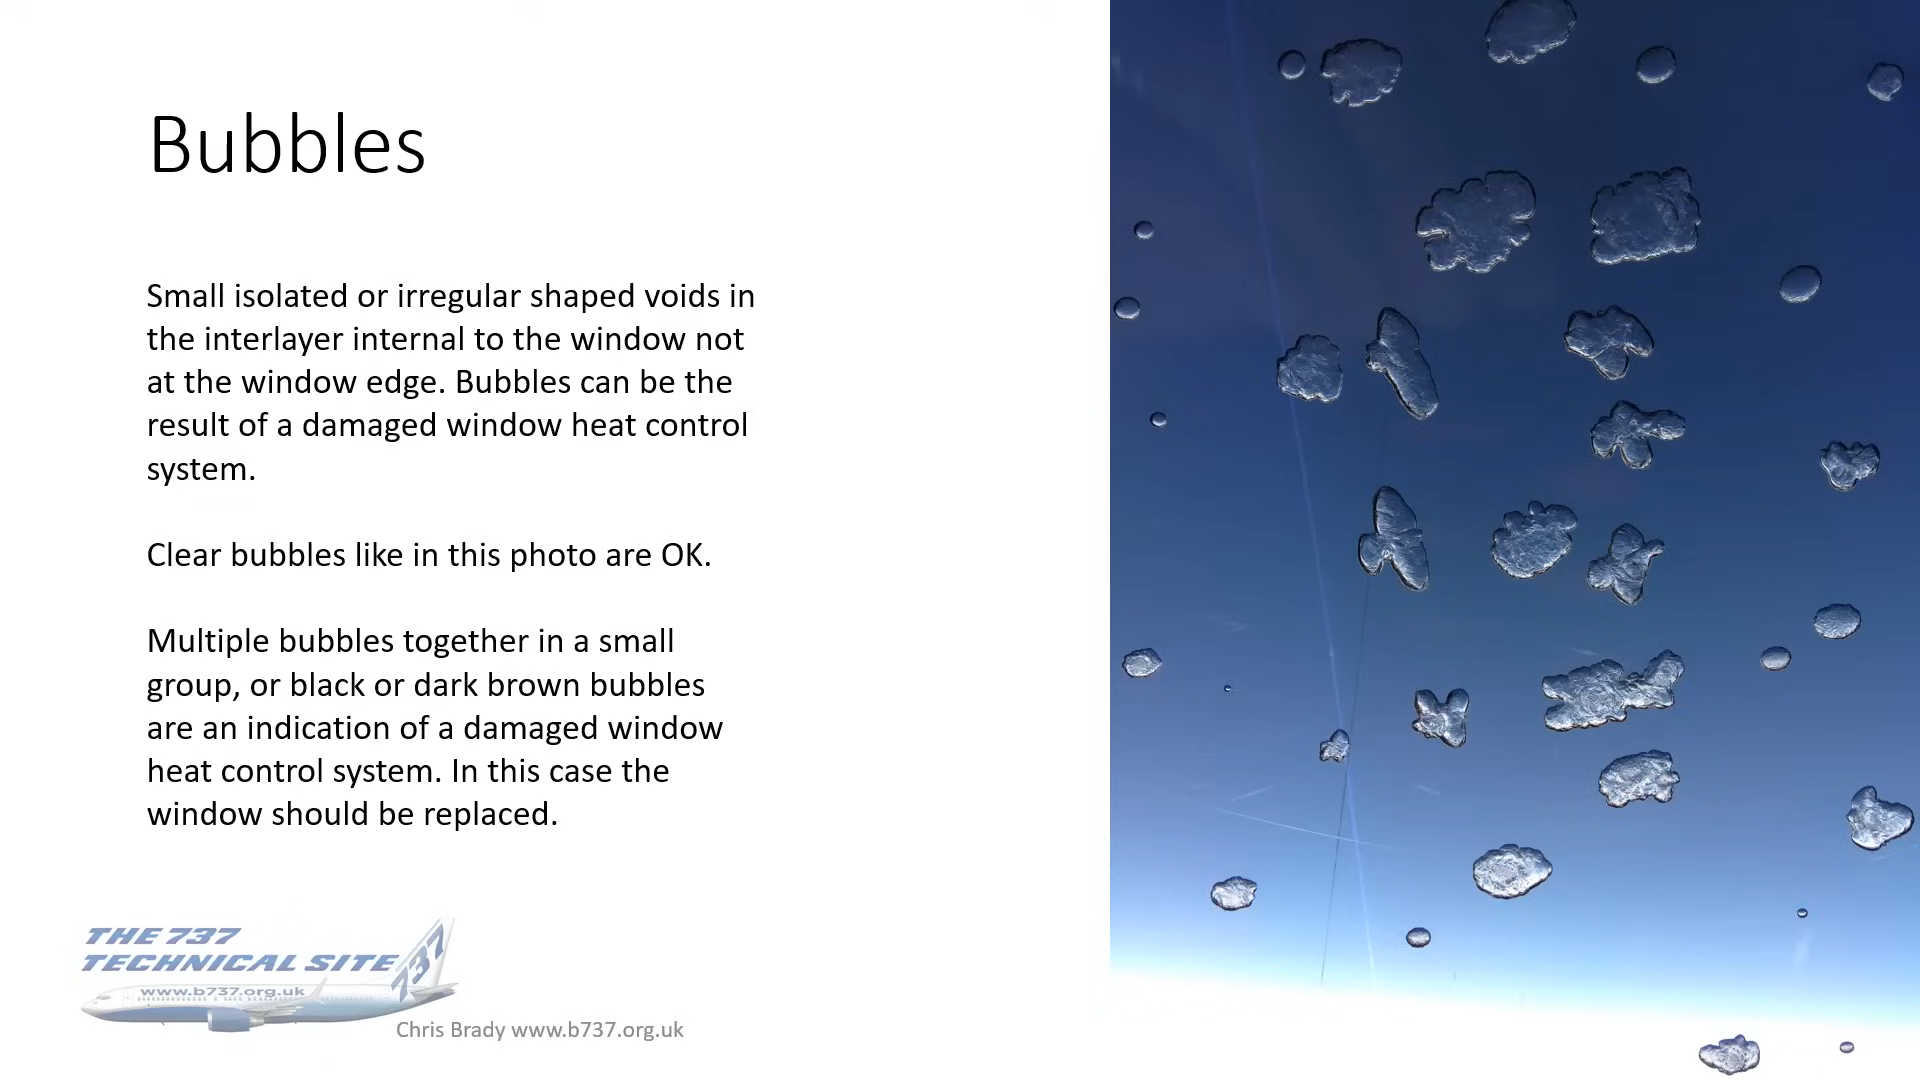 Bubbles
Small isolated or irregular shaped voids in
the interlayer internal to the window not
at the window edge. Bubbles can be the
result of a damaged window heat control
system.
Clear bubbles like in this photo are OK.
Multiple bubbles together in a small
group, or black or dark brown bubbles
are an indication of a damaged window
heat control system. In this case the
window should be replaced.
THE 737
TECHNICAL SITE
737
www.b737.org.uk
Chris Brady www.b737.org.uk